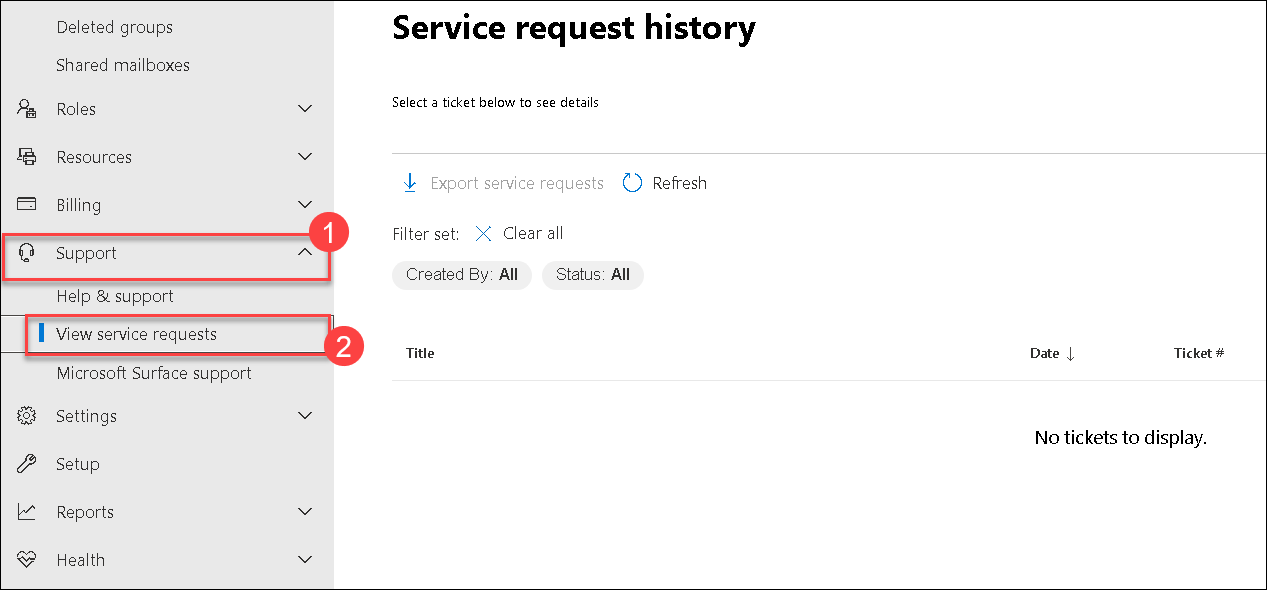 Deleted groups
Shared mailboxes
Roles
Resources
Billing
1
Support
Help & support
View service requests
2
Microsoft Surface support
Settings
Setup
Reports
Health
Service request history
Select a ticket below to see details
Export service requests Refresh
Filter set: Clear all
Created By: All Status: All
Title Date ↓ Ticket #
No tickets to display.